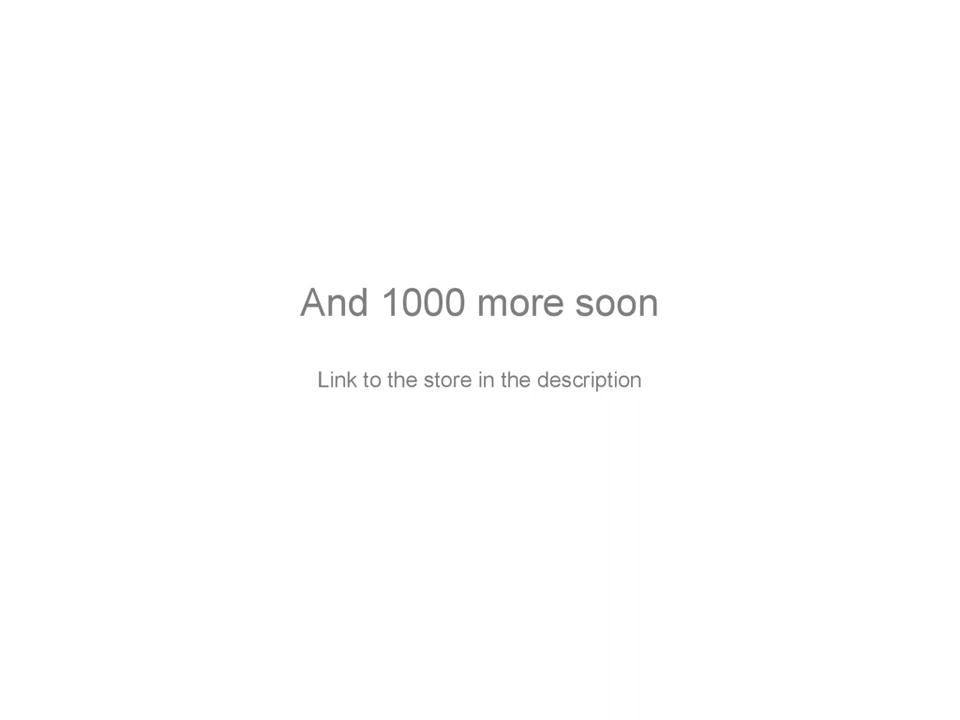 And 1000 more soon
Link to the store in the description